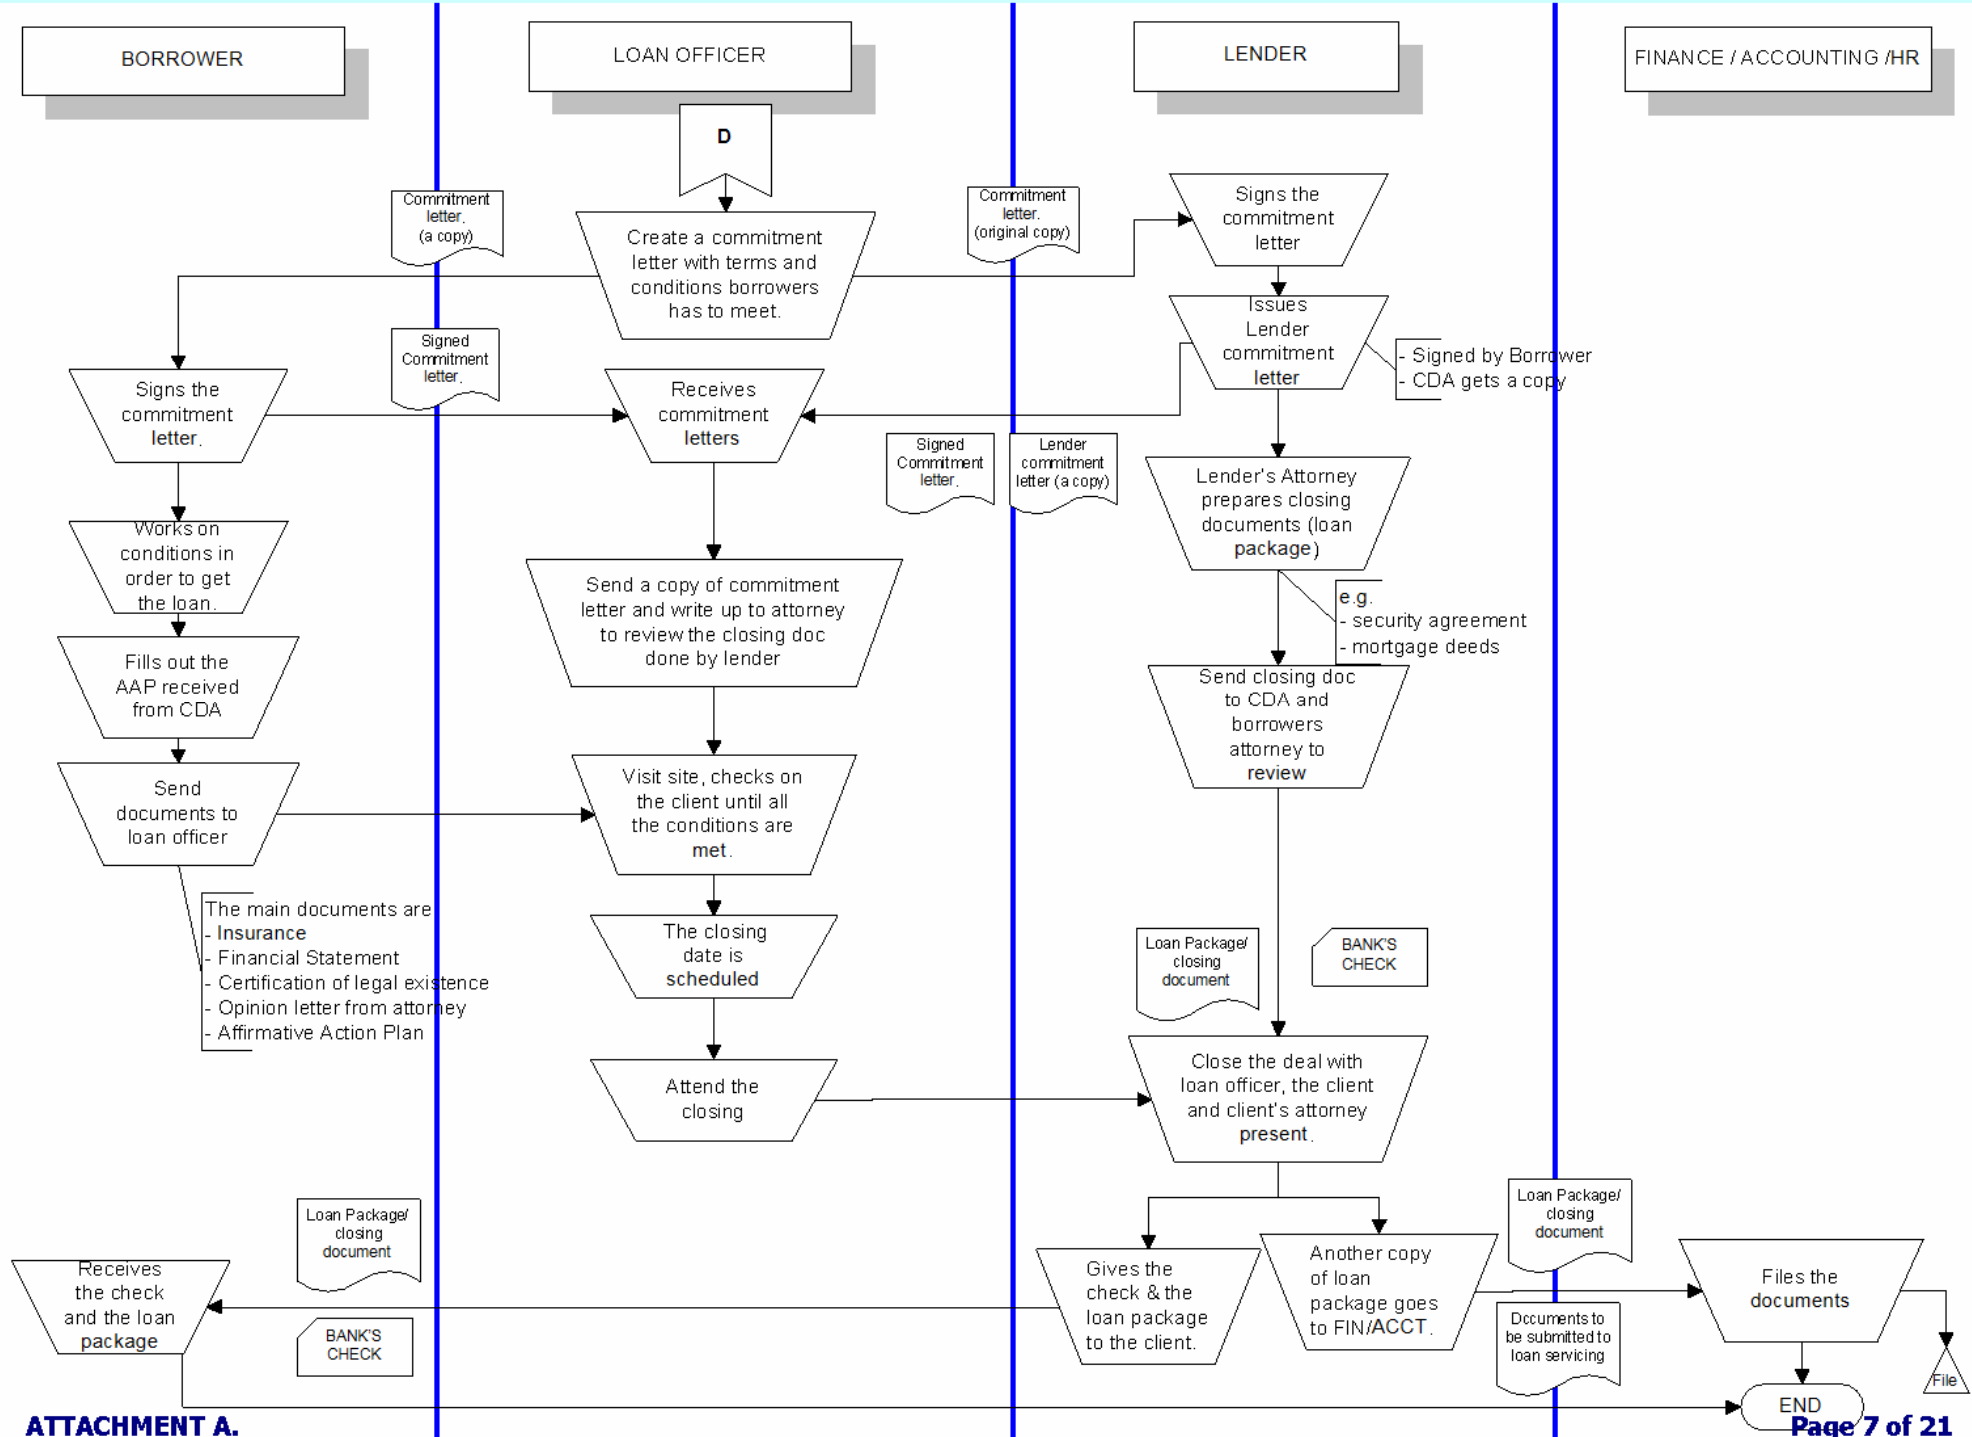 BORROWER
LOAN OFFICER
LENDER
FINANCE / ACCOUNTING /HR
D
Commitment
letter.
(a copy)
Commitment
letter.
(original copy)
Signs the
commitment
letter
Create a commitment
letter with terms and
conditions borrowers
has to meet.
Issues
Lender
commitment
letter
- Signed by Borrower
- CDA gets a copy
Signed
Commitment
letter.
Signs the
commitment
letter.
Receives
commitment
letters
Signed
Commitment
letter.
Lender
commitment
letter (a copy)
Lender's Attorney
prepares closing
documents (loan
package)
Works on
conditions in
order to get
the loan.
Send a copy of commitment
letter and write up to attorney
to review the closing doc
done by lender
e.g.
- security agreement
- mortgage deeds
Fills out the
AAP received
from CDA
Send closing doc
to CDA and
borrowers
attorney to
review
Send
documents to
loan officer
Visit site, checks on
the client until all
the conditions are
met.
The main documents are
- Insurance
- Financial Statement
- Certification of legal existence
- Opinion letter from attorney
- Affirmative Action Plan
The closing
date is
scheduled
Loan Package/
closing
document
BANK'S
CHECK
Attend the
closing
Close the deal with
loan officer, the client
and client's attorney
present.
Loan Package/
closing
document
Loan Package/
closing
document
Receives
the check
and the loan
package
BANK'S
CHECK
Gives the
check & the
loan package
to the client.
Another copy
of loan
package goes
to FIN/ACCT.
Documents to
be submitted to
loan servicing
Files the
documents
File
END
ATTACHMENT A.
Page 7 of 21